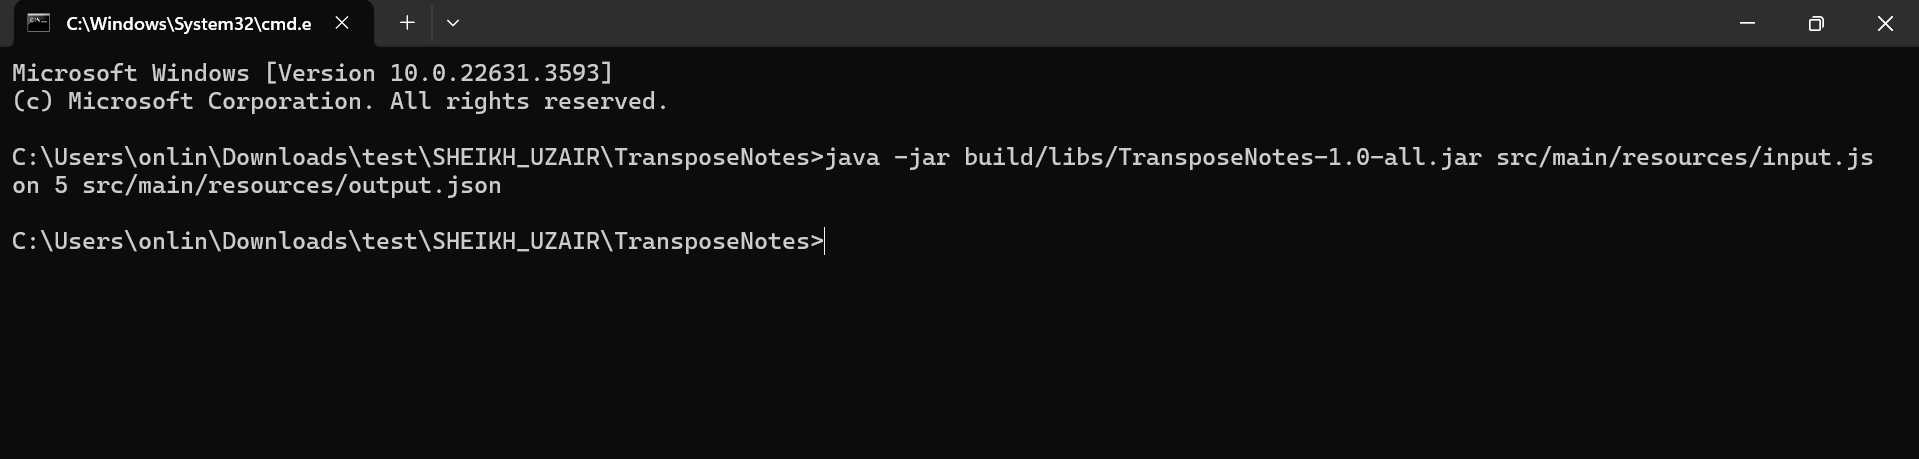 C:\Windows\System32\cmd.e
Microsoft Windows [Version 10.0.22631.3593]
(c) Microsoft Corporation. All rights reserved.
C:\Users\onlin\Downloads\test\SHEIKH_UZAIR\TransposeNotes>java -jar build/libs/TransposeNotes-1.0-all.jar src/main/resources/input.js
on 5 src/main/resources/output.json
C:\Users\onlin\Downloads\test\SHEIKH_UZAIR\TransposeNotes>